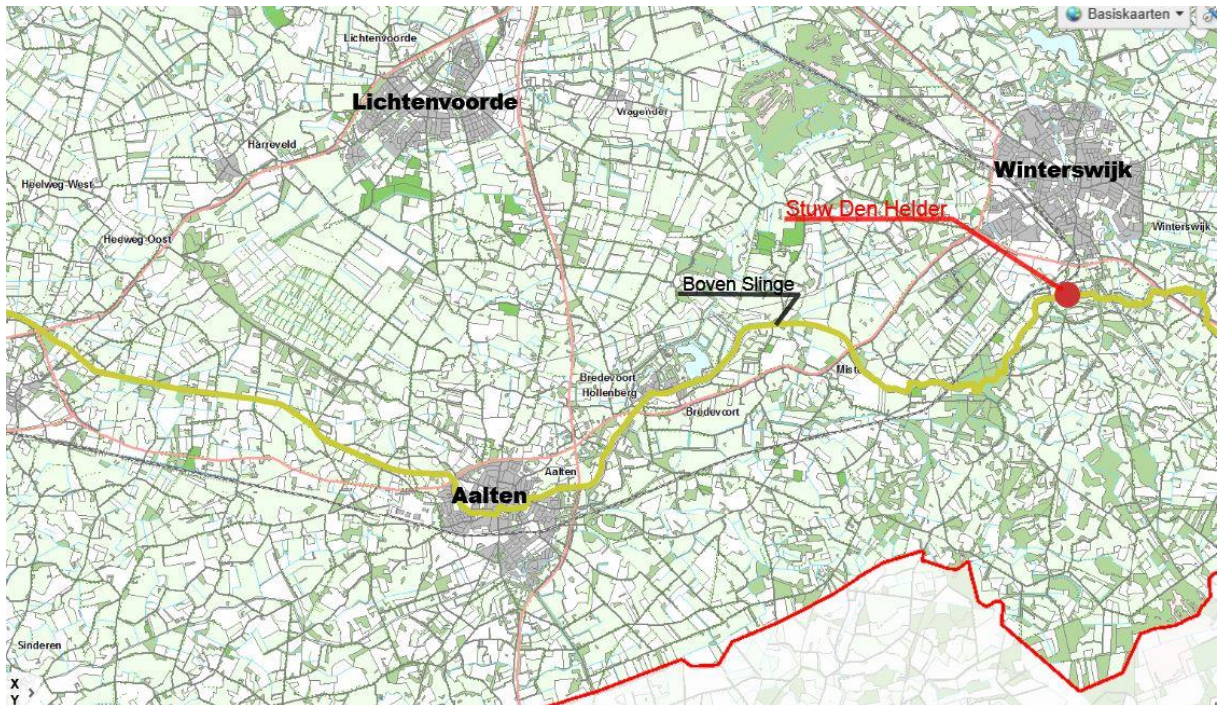 Basiskaarten
Lichtenvoorde
Lichtenvoorde
Vragender
Harreveld
Winterswijk
Heelweg-West
Stuw Den Helder
Winterswijk
Heelweg-Oost
Boven Slinge
Miste
Bredevoort
Hollenberg
Bredevoort
Aalten
Aalten
Sinderen
X
Y